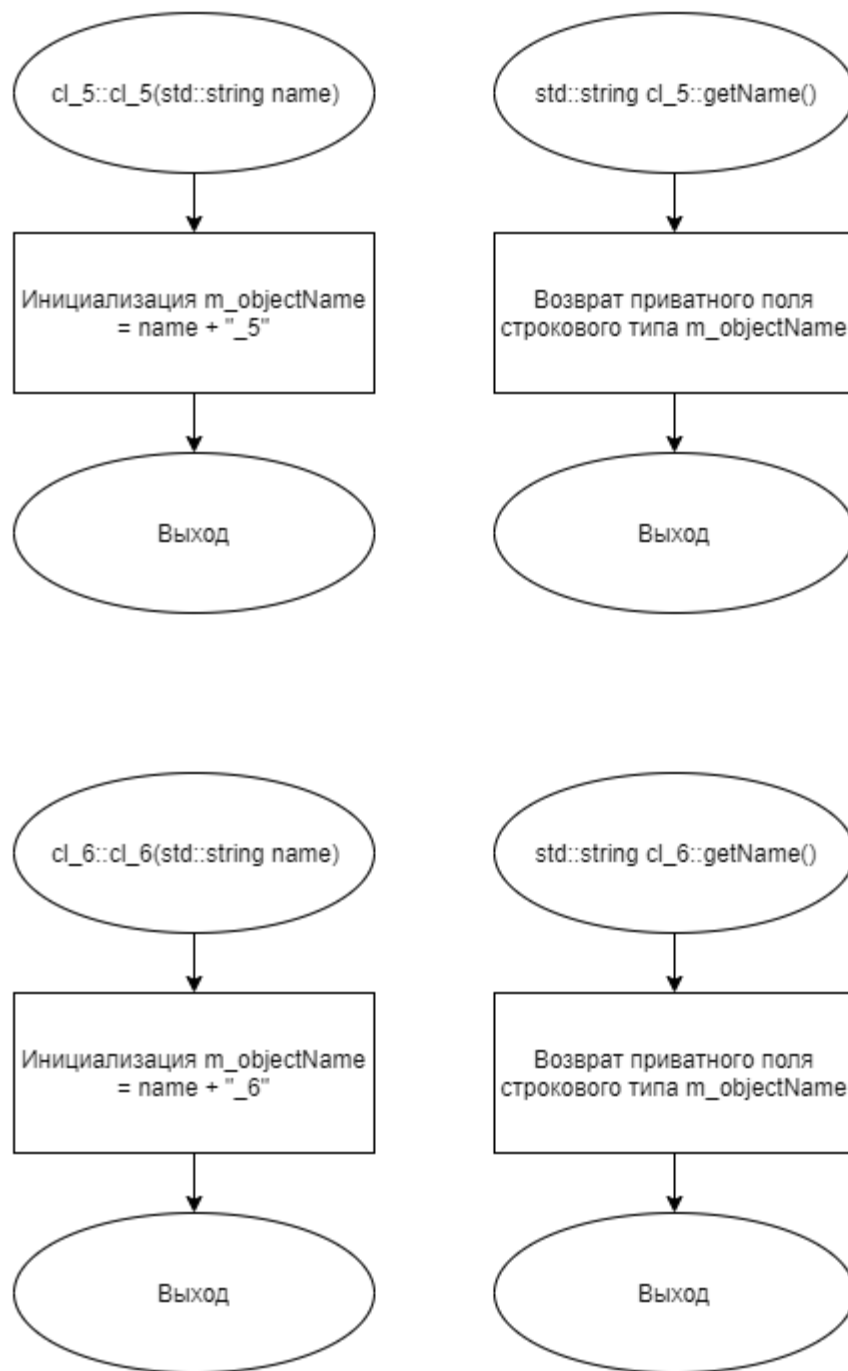 cl_5::cl_5(std::string name)
std::string cl_5::getName()
Инициализация m_objectName
= name + "_5"
Возврат приватного поля
строкового типа m_objectName
Выход
Выход
cl_6::cl_6(std::string name)
std::string cl_6::getName()
Инициализация m_objectName
= name + "_6"
Возврат приватного поля
строкового типа m_objectName
Выход
Выход